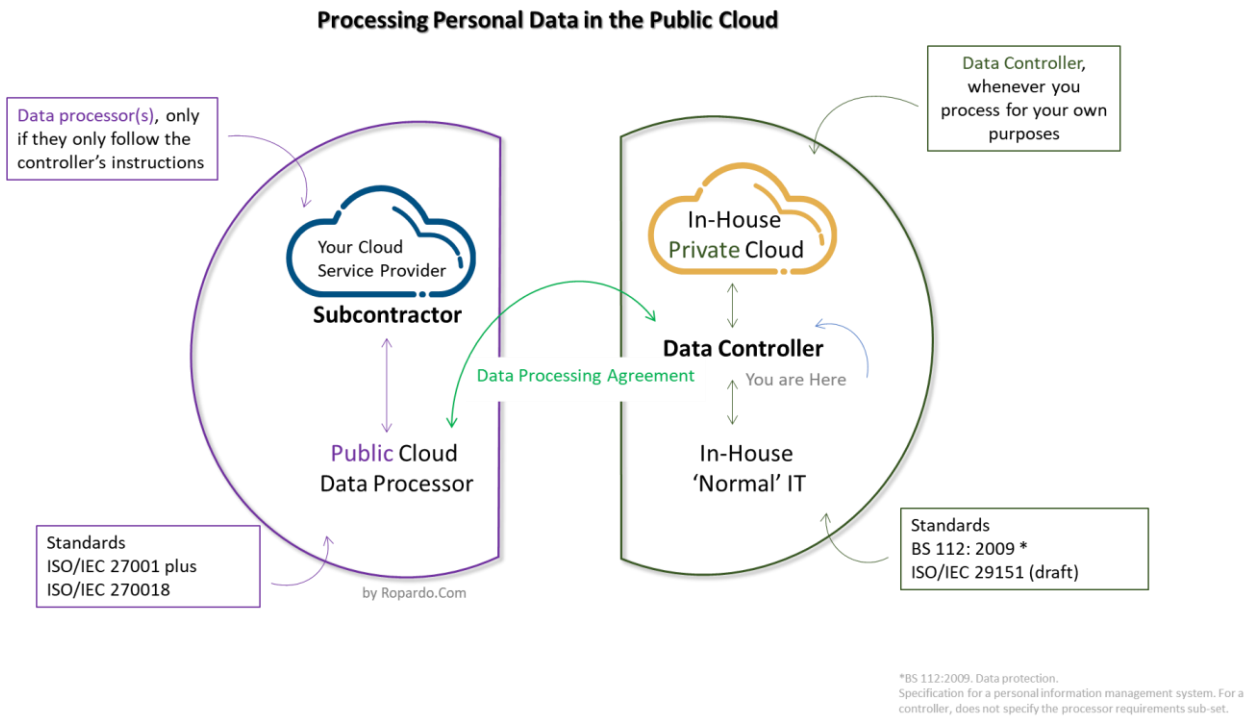 Processing Personal Data in the Public Cloud
Data processor(s), only
if they only follow the
controller's instructions
Data Controller,
whenever you
process for your own
purposes
Your Cloud
Service Provider
Subcontractor
In-House
Private Cloud
Data Controller
You are Here
Data Processing Agreement
Public Cloud
Data Processor
In-House
‘Normal’ IT
Standards
ISO/IEC 27001 plus
ISO/IEC 270018
Standards
BS 112: 2009 *
ISO/IEC 29151 (draft)
by Ropardo.Com
*BS 112:2009. Data protection.
Specification for a personal information management system. For a
controller, does not specify the processor requirements sub-set.